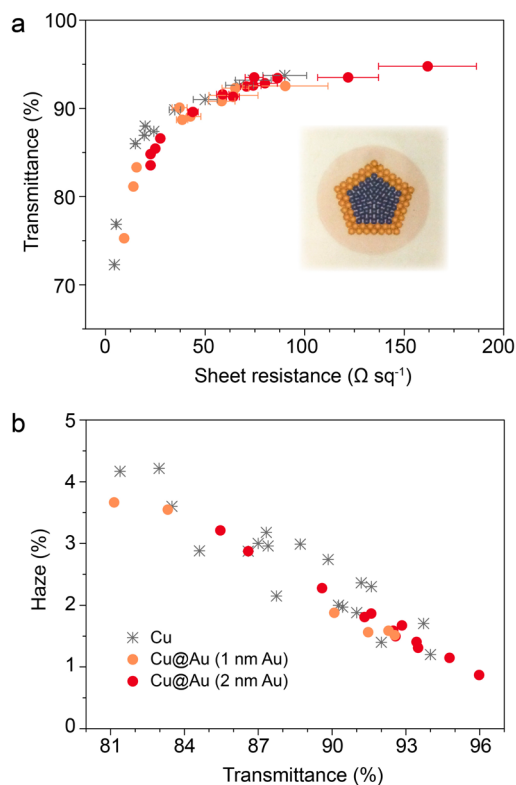 a
100
90
80
70
Transmittance (%)
0 50 100 150 200
Sheet resistance (Ω sq⁻¹)
b
5
4
3
2
1
0
Haze (%)
Cu
Cu@Au (1 nm Au)
Cu@Au (2 nm Au)
81 84 87 90 93 96
Transmittance (%)